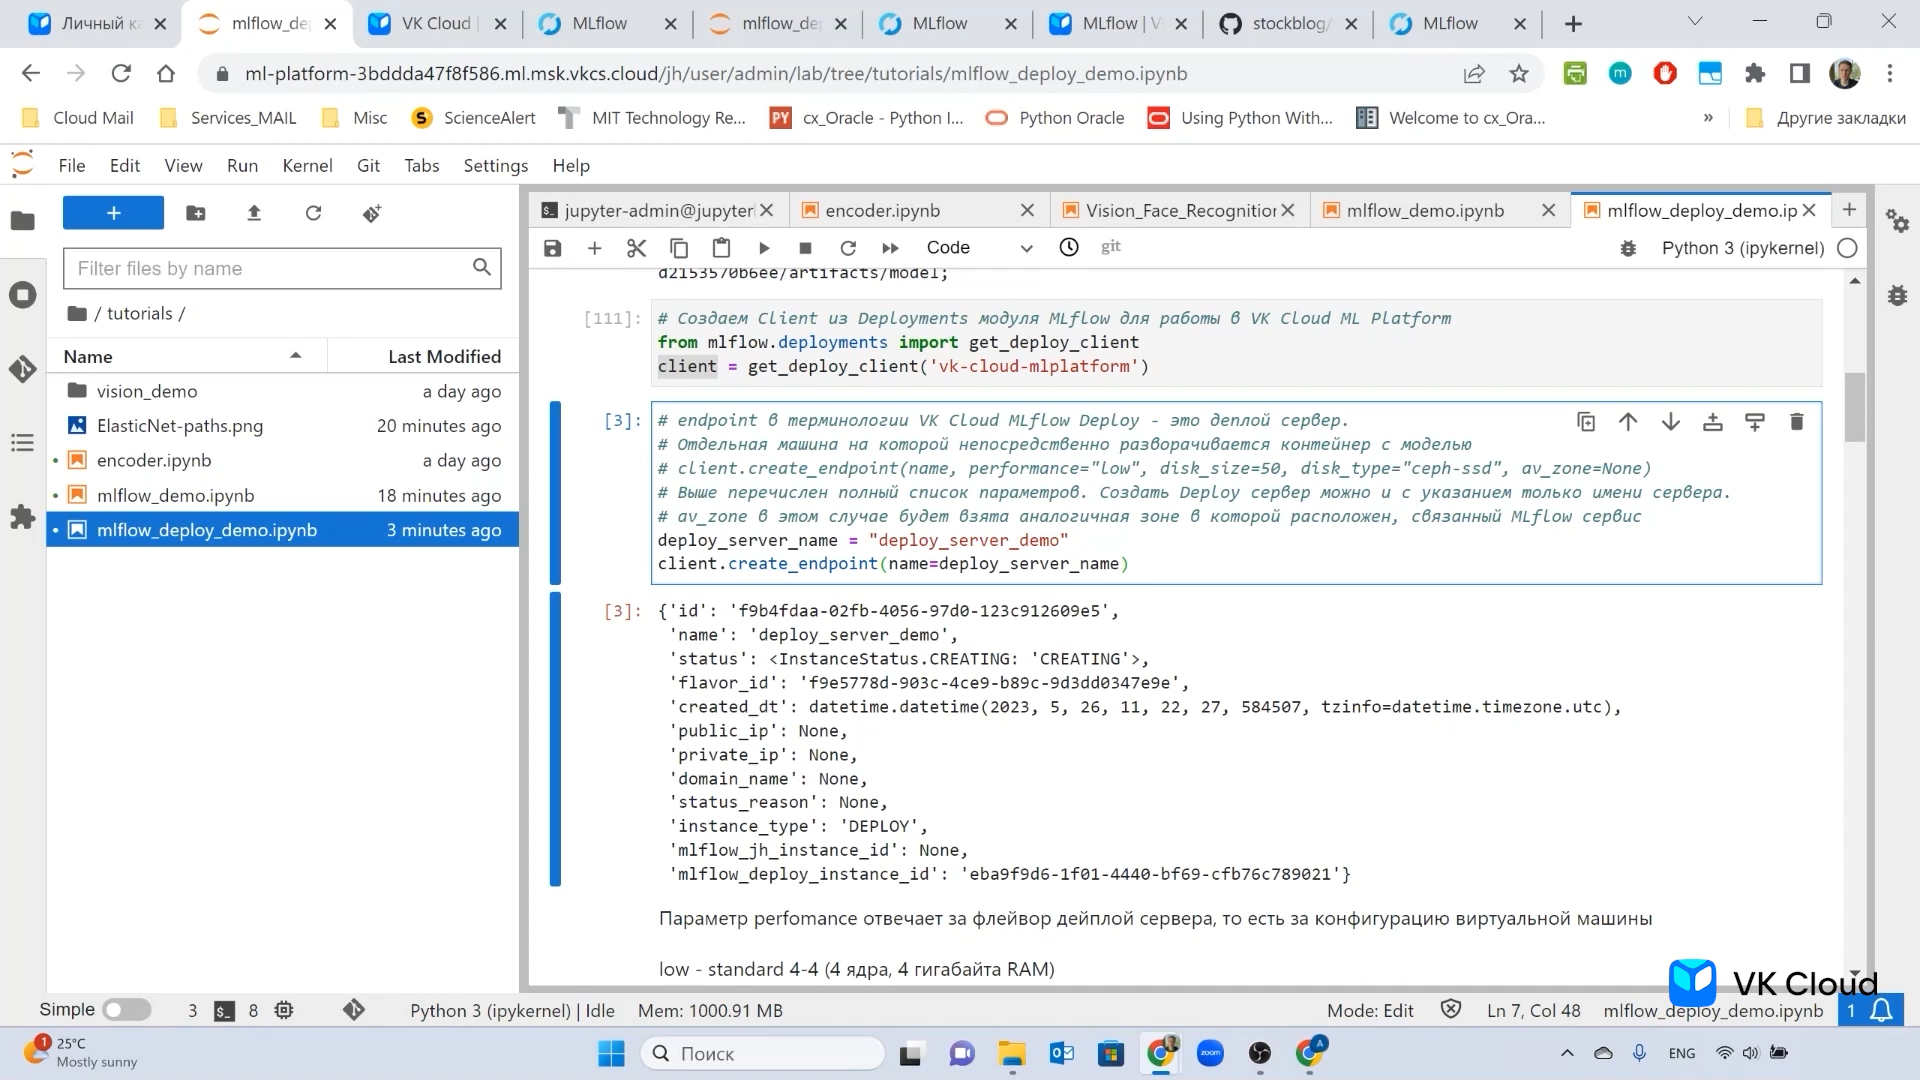 Личный ка
mlflow_de
VK Cloud |
MLflow
mlflow_de
MLflow
MLflow | V
stockblog/
MLflow
ml-platform-3bddda47f8f586.ml.msk.vkcs.cloud/jh/user/admin/lab/tree/tutorials/mlflow_deploy_demo.ipynb
Cloud Mail
Services_MAIL
Misc
ScienceAlert
MIT Technology Re...
cx_Oracle - Python I...
Python Oracle
Using Python With...
Welcome to cx_Ora...
»
Другие закладки
File Edit View Run Kernel Git Tabs Settings Help
jupyter-admin@jupyter
encoder.ipynb
Vision_Face_Recognition
mlflow_demo.ipynb
mlflow_deploy_demo.ip
Code
git
Python 3 (ipykernel)
Filter files by name
/ tutorials /
Name Last Modified
vision_demo a day ago
ElasticNet-paths.png 20 minutes ago
encoder.ipynb a day ago
mlflow_demo.ipynb 18 minutes ago
mlflow_deploy_demo.ipynb 3 minutes ago
d2153570b6ee/artifacts/model;
[111]: # Создаем Client из Deployments модуля MLflow для работы в VK Cloud ML Platform
from mlflow.deployments import get_deploy_client
client = get_deploy_client('vk-cloud-mlplatform')
[3]: # endpoint в терминологии VK Cloud MLflow Deploy - это деплой сервер.
# Отдельная машина на которой непосредственно разворачивается контейнер с моделью
# client.create_endpoint(name, performance="low", disk_size=50, disk_type="ceph-ssd", av_zone=None)
# Выше перечислен полный список параметров. Создать Deploy сервер можно и с указанием только имени сервера.
# av_zone в этом случае будет взята аналогичная зоне в которой расположен, связанный MLflow сервис
deploy_server_name = "deploy_server_demo"
client.create_endpoint(name=deploy_server_name)
[3]: {'id': 'f9b4fdaa-02fb-4056-97d0-123c912609e5',
'name': 'deploy_server_demo',
'status': <InstanceStatus.CREATING: 'CREATING'>,
'flavor_id': 'f9e5778d-903c-4ce9-b89c-9d3dd0347e9e',
'created_dt': datetime.datetime(2023, 5, 26, 11, 22, 27, 584507, tzinfo=datetime.timezone.utc),
'public_ip': None,
'private_ip': None,
'domain_name': None,
'status_reason': None,
'instance_type': 'DEPLOY',
'mlflow_jh_instance_id': None,
'mlflow_deploy_instance_id': 'eba9f9d6-1f01-4440-bf69-cfb76c789021'}
Параметр perfomance отвечает за флейвор дейплой сервера, то есть за конфигурацию виртуальной машины
low - standard 4-4 (4 ядра, 4 гигабайта RAM)
VK Cloud
Simple 3 8 Python 3 (ipykernel) | Idle Mem: 1000.91 MB Mode: Edit Ln 7, Col 48 mlflow_deploy_demo.ipynb 1
1
25°C
Mostly sunny
Поиск
zoom
A
ENG